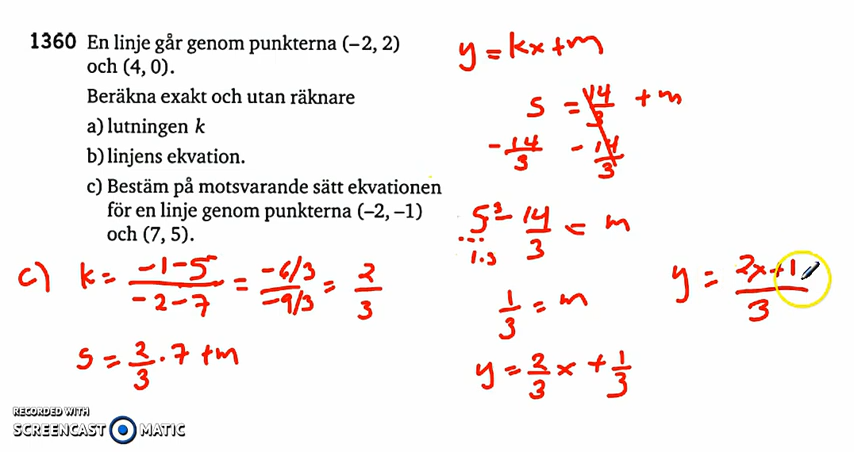 1360 En linje går genom punkterna (−2, 2)
och (4, 0).
Beräkna exakt och utan räknare
a) lutningen k
b) linjens ekvation.
c) Bestäm på motsvarande sätt ekvationen
för en linje genom punkterna (−2, −1)
och (7, 5).
c) k = (−1−5)/(−2−7) = (−6/3)/(−9/3) = 2/3
5 = 2/3 · 7 + m
y = kx + m
5 = 14/3 + m
−14/3 −14/3
5·3/1·3 − 14/3 = m
1/3 = m
y = 2/3 x + 1/3
y = (2x+1)/3
RECORDED WITH
SCREENCAST MATIC